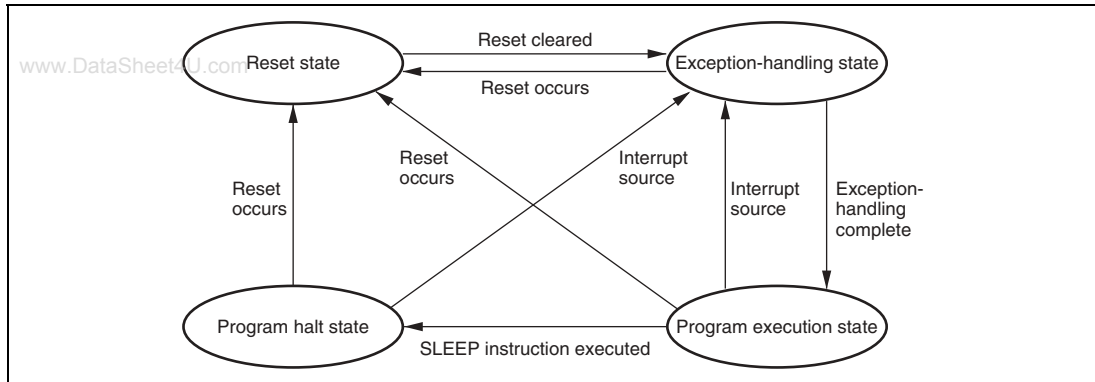 Reset cleared
www.DataSheet4U.com
Reset state
Exception-handling state
Reset occurs
Reset
occurs
Interrupt
source
Reset
occurs
Interrupt
source
Exception-
handling
complete
Program halt state
Program execution state
SLEEP instruction executed